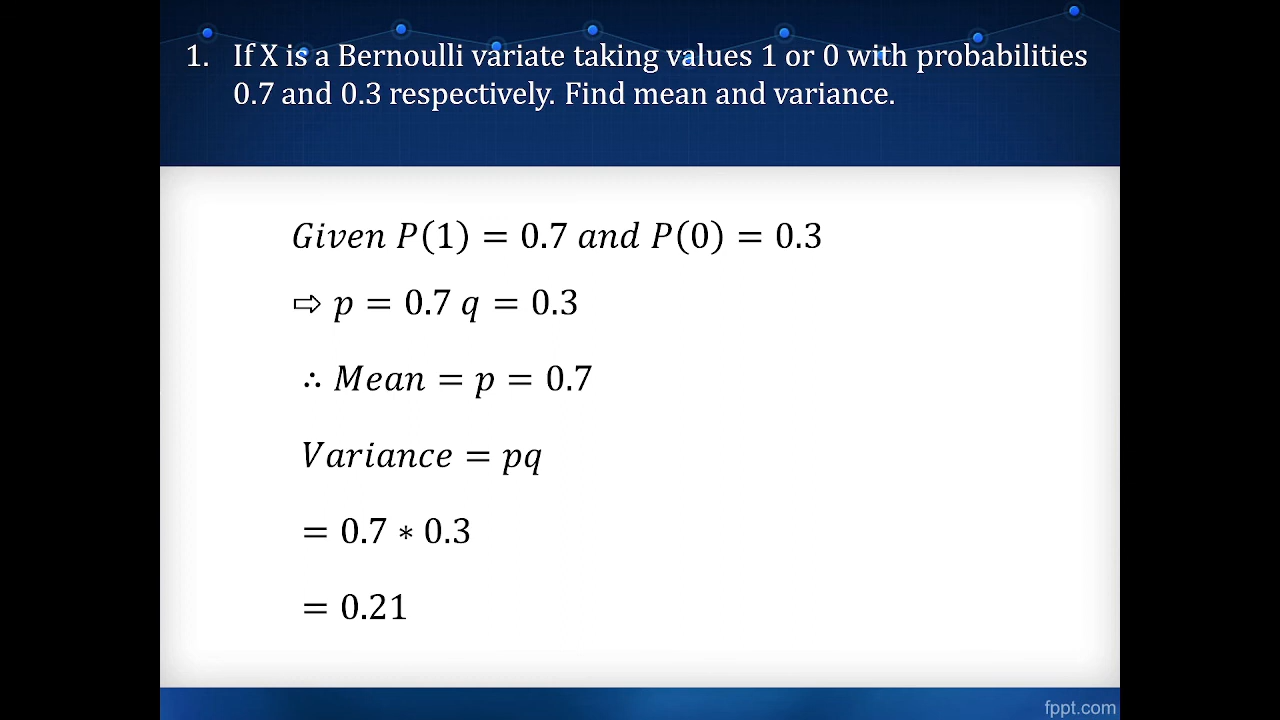 1. If X is a Bernoulli variate taking values 1 or 0 with probabilities
0.7 and 0.3 respectively. Find mean and variance.
Given P(1) = 0.7 and P(0) = 0.3
⇨ p = 0.7 q = 0.3
∴ Mean = p = 0.7
Variance = pq
= 0.7 ∗ 0.3
= 0.21
fppt.com